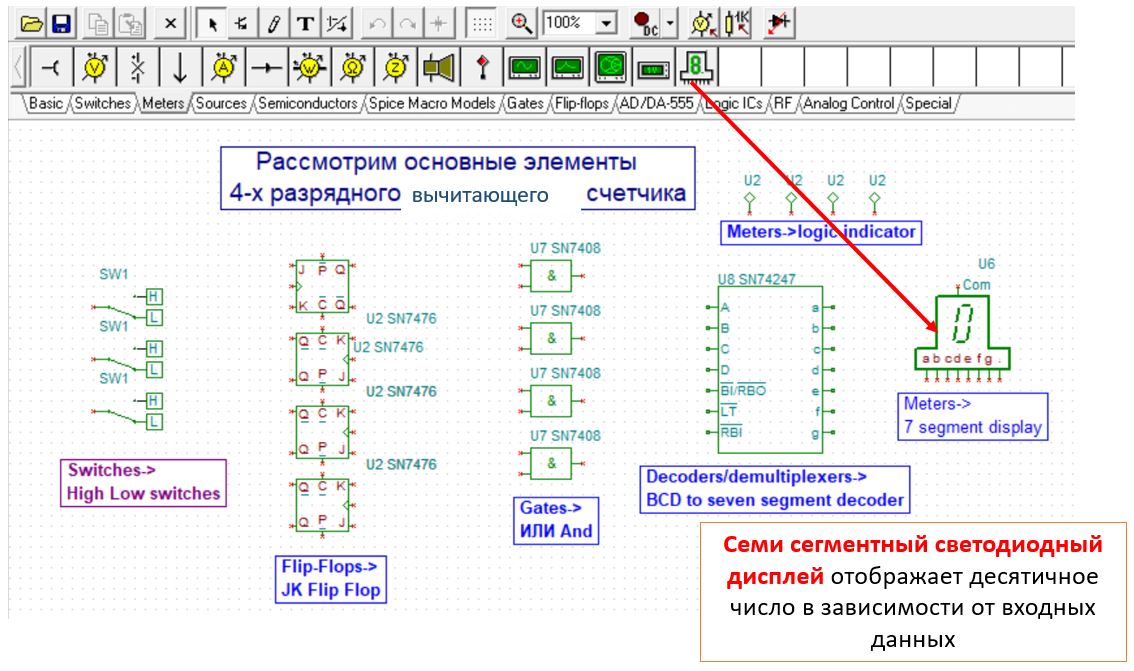 100%
DC
1K
Basic Switches Meters Sources Semiconductors Spice Macro Models Gates Flip-flops AD/DA-555 Logic ICs RF Analog Control Special
Рассмотрим основные элементы
4-х разрядного вычитающего счетчика
U2 U2 U2 U2
Meters->logic indicator
SW1
H
L
SW1
H
L
SW1
H
L
Switches->
High Low switches
J P Q
K C Q
U2 SN7476
Q C K
Q P J
U2 SN7476
U2 SN7476
Q C K
Q P J
U2 SN7476
Q C K
Q P J
Flip-Flops->
JK Flip Flop
U7 SN7408
&
U7 SN7408
&
U7 SN7408
&
U7 SN7408
&
Gates->
ИЛИ And
U8 SN74247
A a
B b
C c
D d
BI/RBO e
LT f
RBI g
Decoders/demultiplexers->
BCD to seven segment decoder
U6
Com
0
a b c d e f g .
Meters->
7 segment display
Семи сегментный светодиодный
дисплей отображает десятичное
число в зависимости от входных
данных